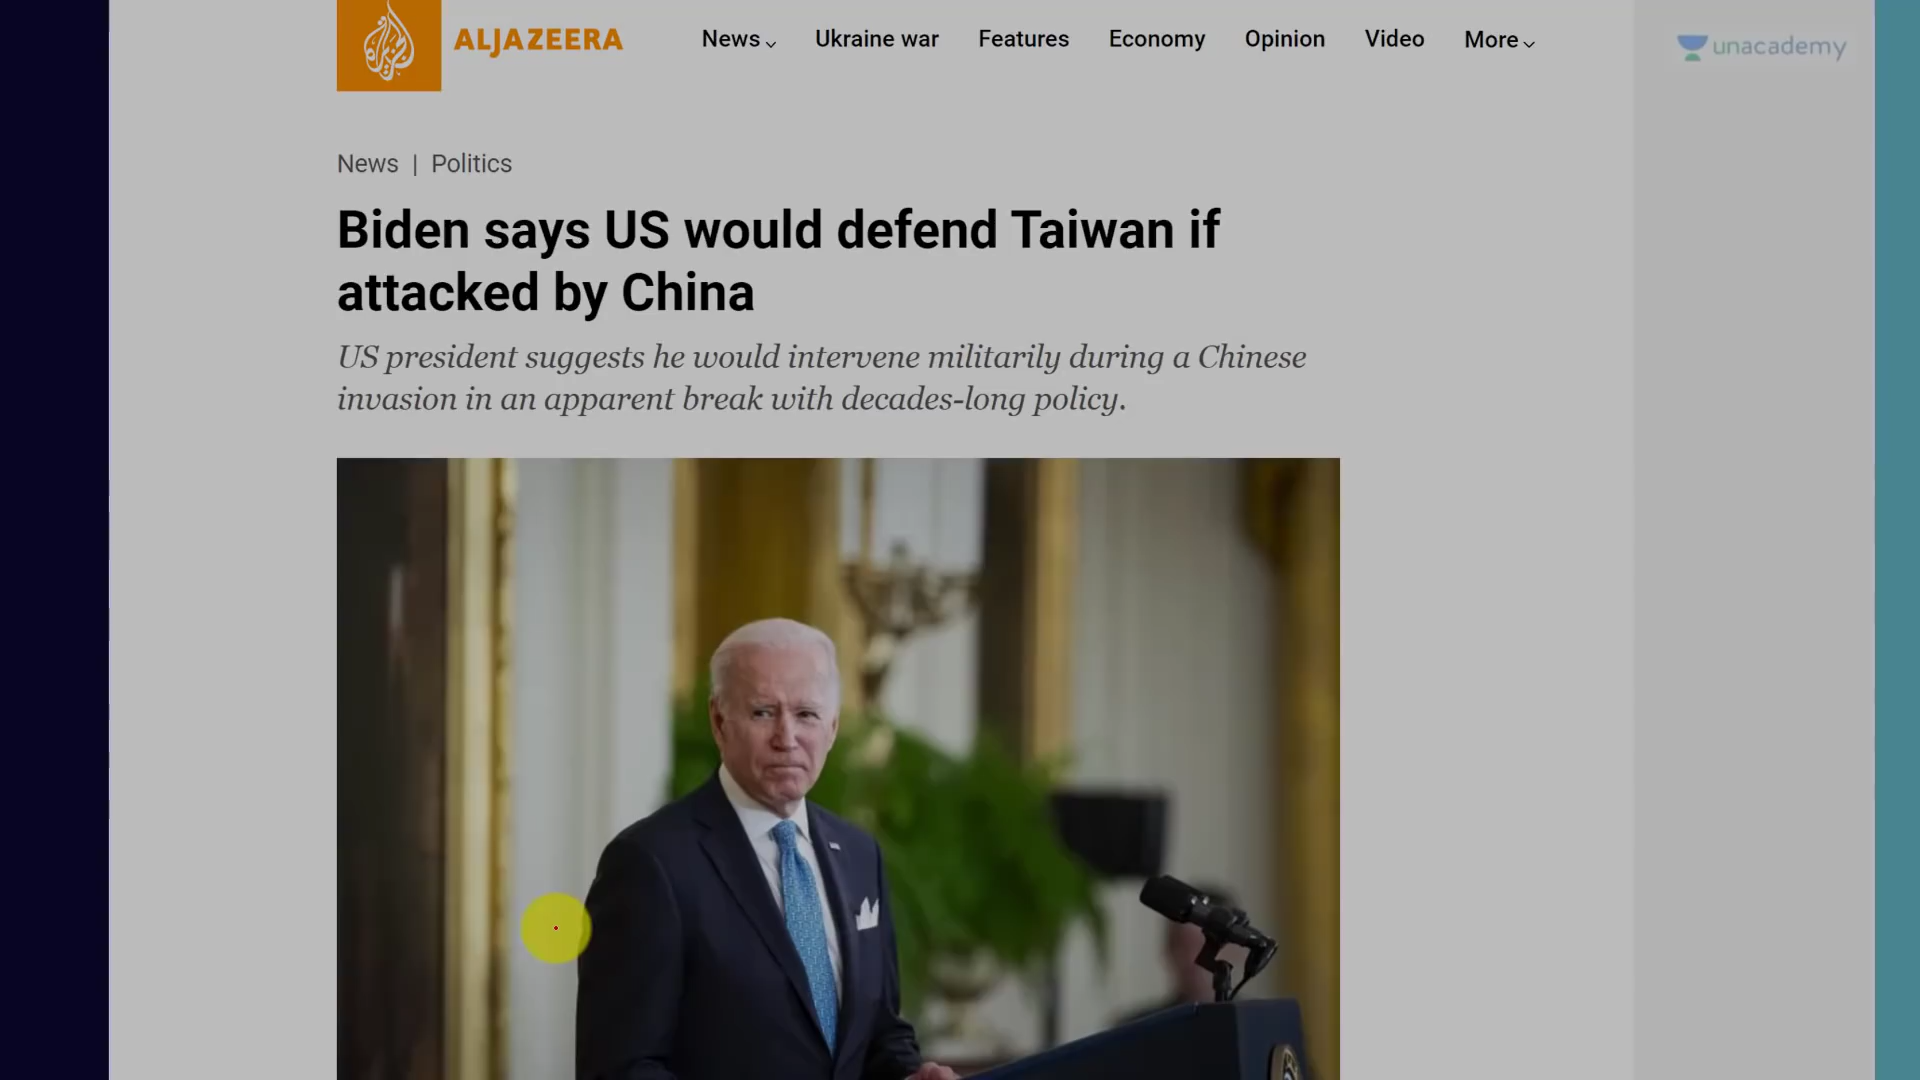 ALJAZEERA
News
Ukraine war
Features
Economy
Opinion
Video
More
unacademy
News | Politics
Biden says US would defend Taiwan if
attacked by China
US president suggests he would intervene militarily during a Chinese
invasion in an apparent break with decades-long policy.